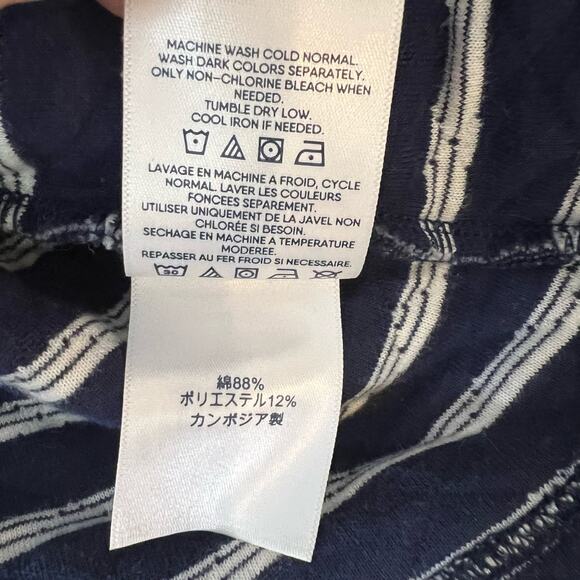 MACHINE WASH COLD NORMAL.
WASH DARK COLORS SEPARATELY.
ONLY NON-CHLORINE BLEACH WHEN
NEEDED.
TUMBLE DRY LOW.
COOL IRON IF NEEDED.
LAVAGE EN MACHINE A FROID, CYCLE
NORMAL. LAVER LES COULEURS
FONCEES SEPAREMENT.
UTILISER UNIQUEMENT DE LA JAVEL NON
CHLORÉE SI BESOIN.
SECHAGE EN MACHINE A TEMPERATURE
MODEREE.
REPASSER AU FER FROID SI NECESSAIRE
30
綿88%
ポリエステル12%
カンボジア製